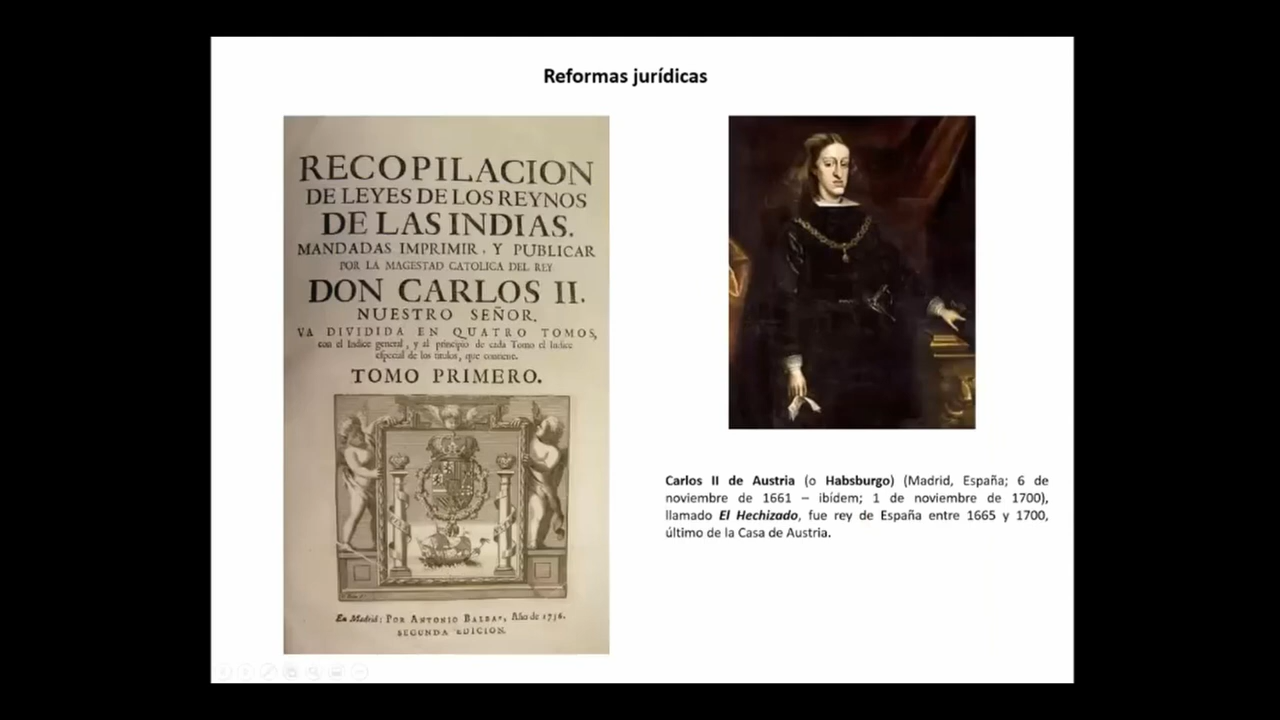 Reformas jurídicas
RECOPILACION
DE LEYES DE LOS REYNOS
DE LAS INDIAS.
MANDADAS IMPRIMIR, Y PUBLICAR
POR LA MAGESTAD CATOLICA DEL REY
DON CARLOS II.
NUESTRO SEÑOR.
VA DIVIDIDA EN QUATRO TOMOS,
con el Indice general, y al principio de cada Tomo el Indice
especial de los titulos, que contiene.
TOMO PRIMERO.
En Madrid: POR ANTONIO BALBAS, Año de 1756.
SEGUNDA EDICION.
Carlos II de Austria (o Habsburgo) (Madrid, España; 6 de
noviembre de 1661 – ibídem; 1 de noviembre de 1700),
llamado El Hechizado, fue rey de España entre 1665 y 1700,
último de la Casa de Austria.